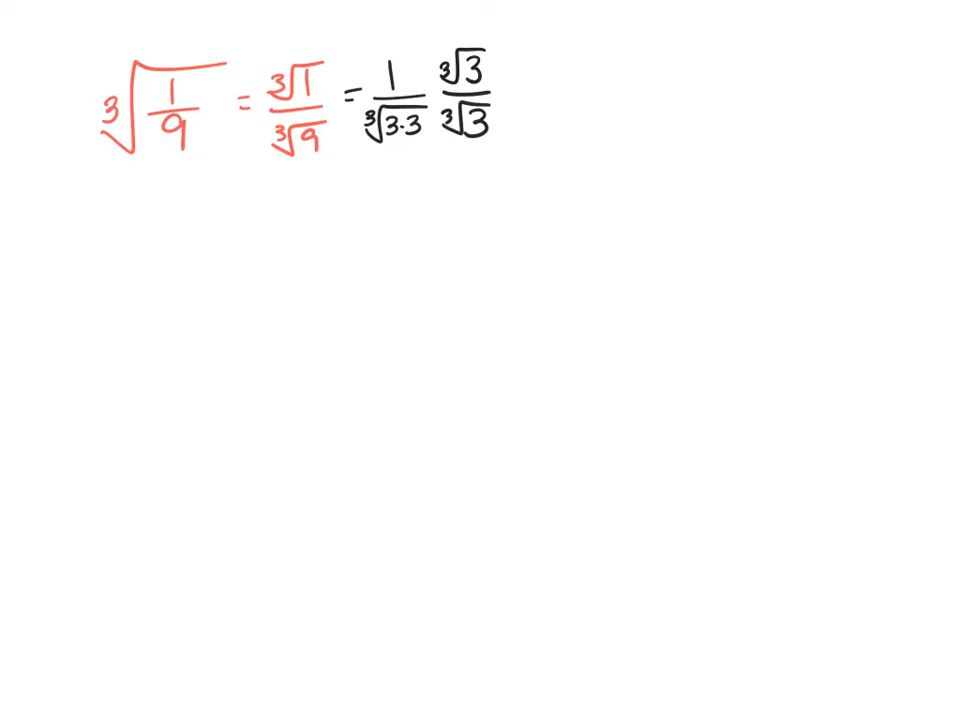 ∛(1/9) = ∛1/∛9 = 1/∛(3·3) ∛3/∛3